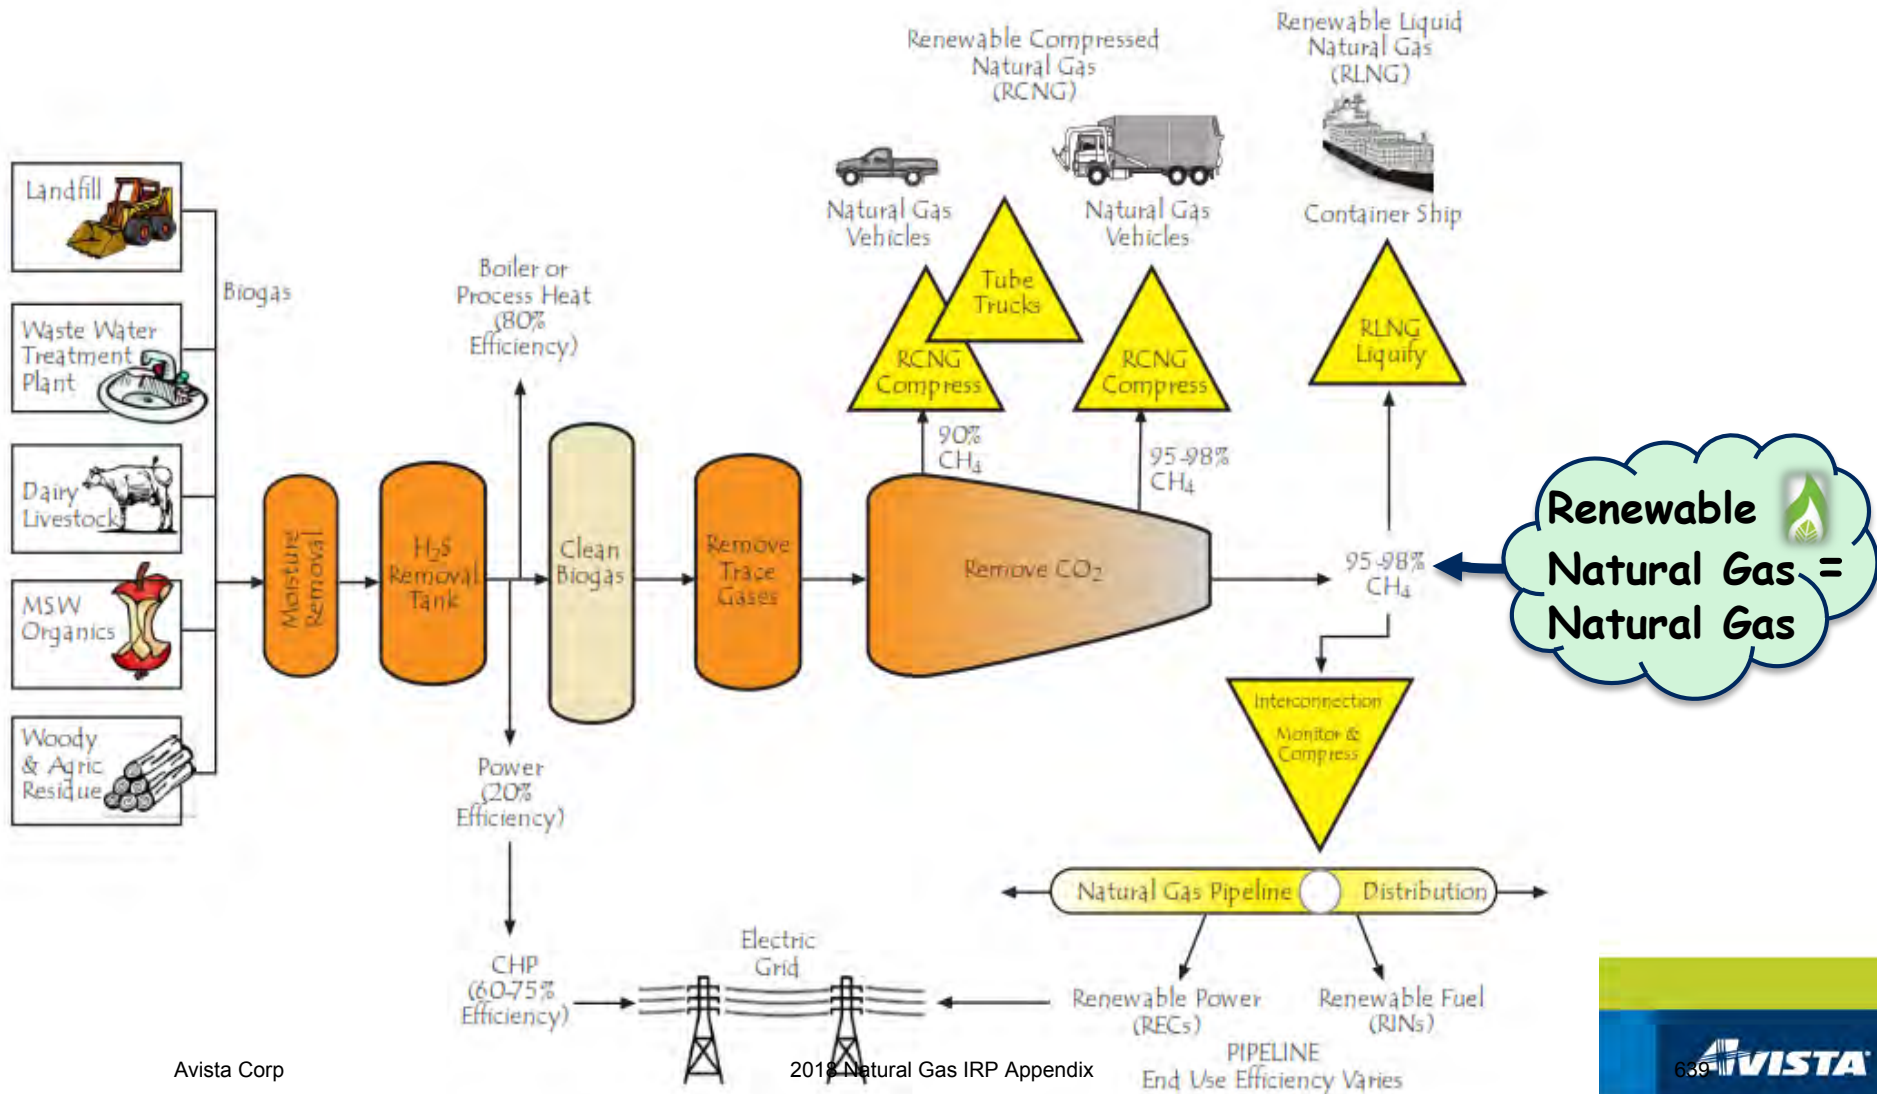 Renewable Compressed
Natural Gas
(RCNG)
Renewable Liquid
Natural Gas
(RLNG)
Natural Gas
Vehicles
Natural Gas
Vehicles
Container Ship
Landfill
Waste Water
Treatment
Plant
Dairy
Livestock
MSW
Organics
Woody
& Agric
Residue
Biogas
Boiler or
Process Heat
(80%
Efficiency)
Tube
Trucks
RCNG
Compress
RCNG
Compress
RLNG
Liquify
90%
CH4
95-98%
CH4
Moisture
Removal
H2S
Removal
Tank
Clean
Biogas
Remove
Trace
Gases
Remove CO2
95-98%
CH4
Renewable
Natural Gas =
Natural Gas
Power
(20%
Efficiency)
Interconnection
Monitor &
Compress
Natural Gas Pipeline
Distribution
CHP
(60-75%
Efficiency)
Electric
Grid
Renewable Power
(RECs)
Renewable Fuel
(RINs)
PIPELINE
End Use Efficiency Varies
Avista Corp
2018 Natural Gas IRP Appendix
639
AVISTA